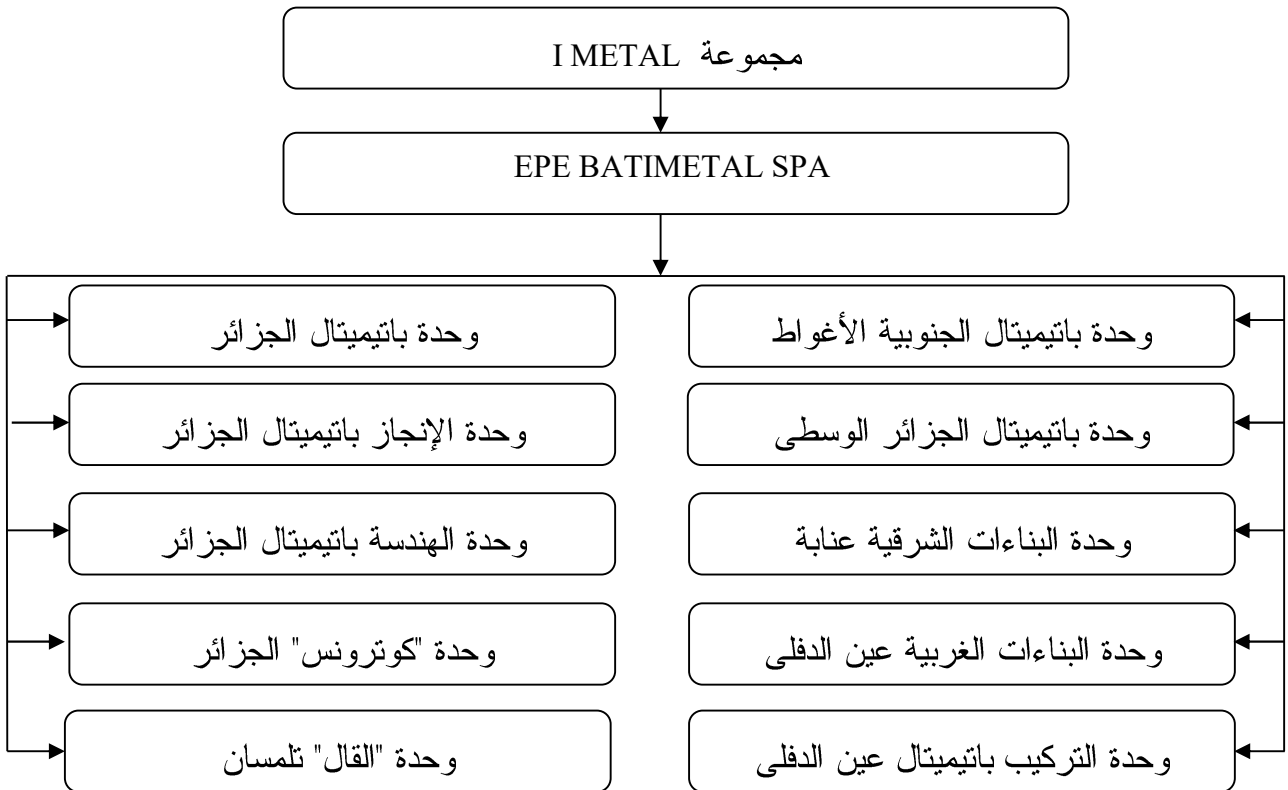 مجموعة I METAL
EPE BATIMETAL SPA
وحدة باتيميتال الجنوبية الأغواط
وحدة باتيميتال الجزائر
وحدة باتيميتال الجزائر الوسطى
وحدة الإنجاز باتيميتال الجزائر
وحدة البناءات الشرقية عنابة
وحدة الهندسة باتيميتال الجزائر
وحدة البناءات الغربية عين الدفلى
وحدة "كوترونس" الجزائر
وحدة التركيب باتيميتال عين الدفلى
وحدة "القال" تلمسان